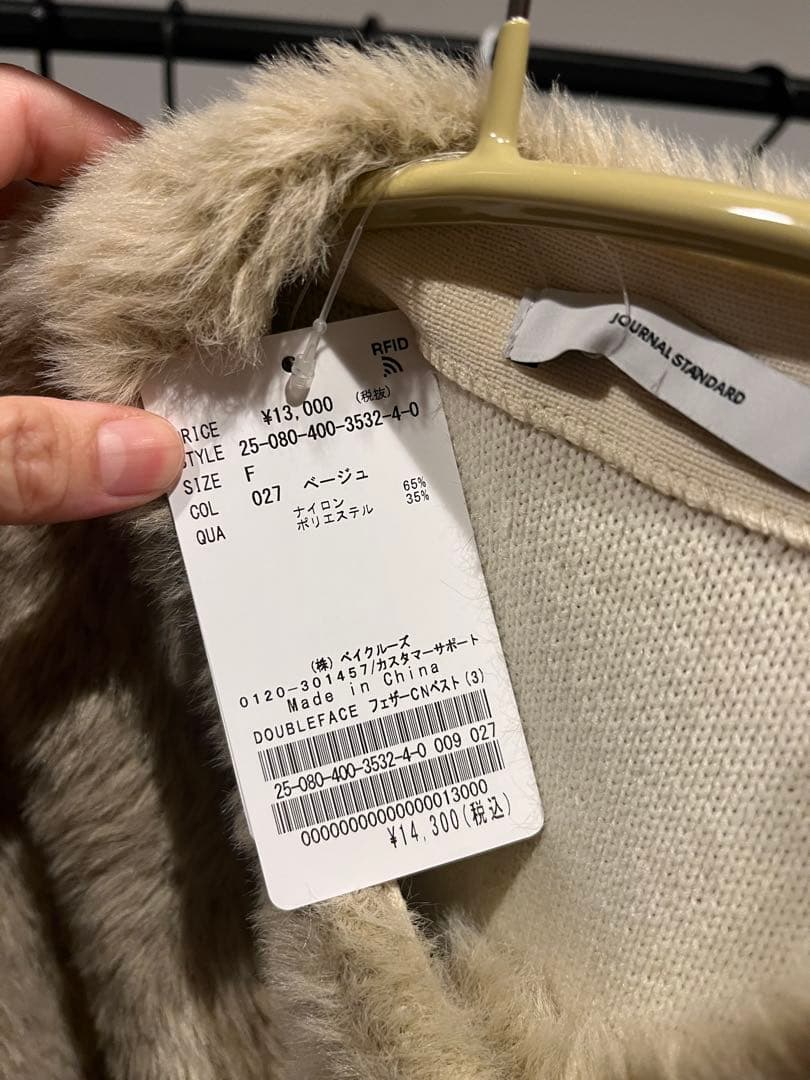 JOURNAL STANDARD
RFID
RICE ¥13,000 (税抜)
TYLE 25-080-400-3532-4-0
SIZE F
COL 027 ベージュ
QUA ナイロン 65%
ポリエステル 35%
(株)ベイクルーズ
0120-301457/カスタマーサポート
Made in China
DOUBLEFACE フェザーCNベスト(3)
25-080-400-3532-4-0 009 027
00000000000000013000
¥14,300(税込)